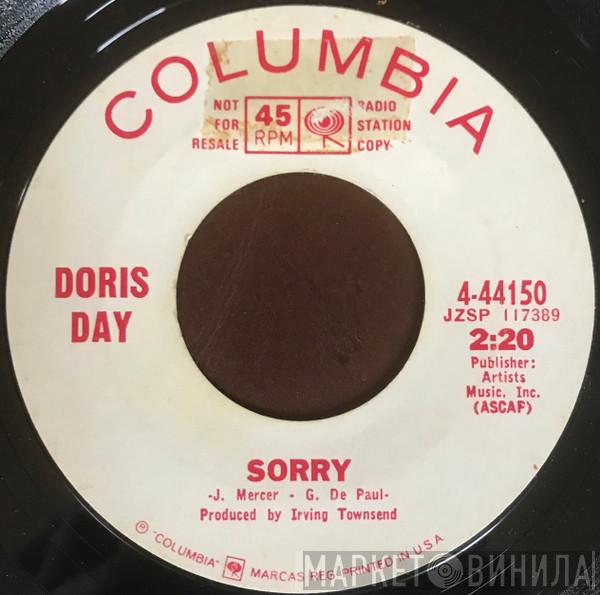 COLUMBIA
NOT FOR RESALE
45 RPM
RADIO STATION COPY
DORIS DAY
4-44150
JZSP 117389
2:20
Publisher:
Artists
Music, Inc.
(ASCAP)
SORRY
-J. Mercer - G. De Paul-
Produced by Irving Townsend
Ⓟ "COLUMBIA" MARCAS REG. PRINTED IN U.S.A.
МАРКЕТ ВИНИЛА